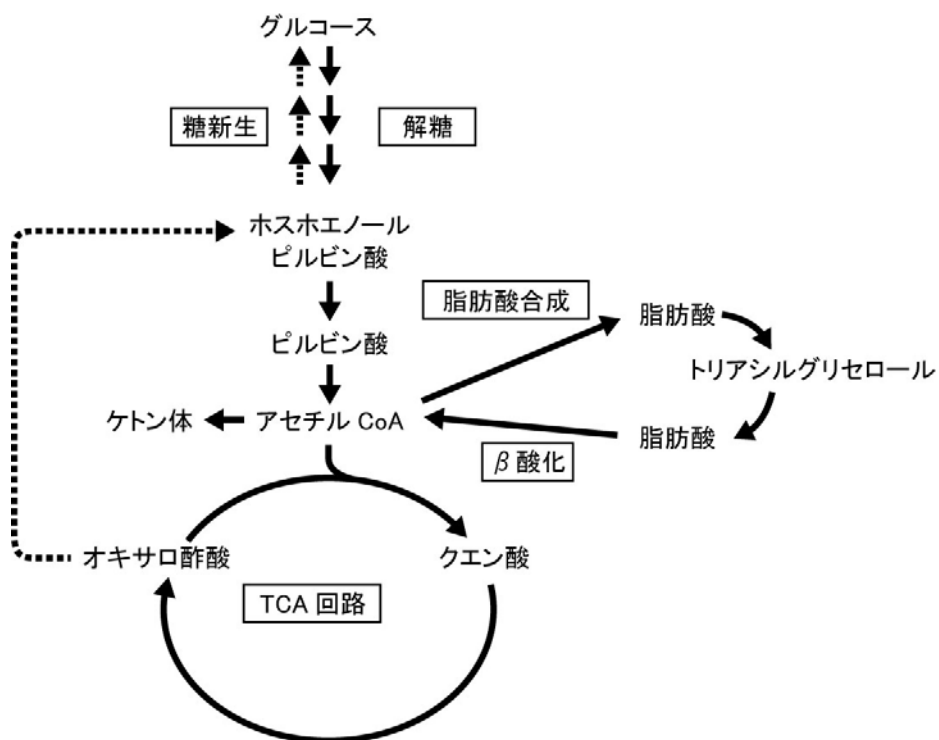 グルコース
糖新生
解糖
ホスホエノール
ピルビン酸
脂肪酸合成
脂肪酸
ピルビン酸
トリアシルグリセロール
ケトン体
アセチル CoA
脂肪酸
β酸化
オキサロ酢酸
クエン酸
TCA 回路